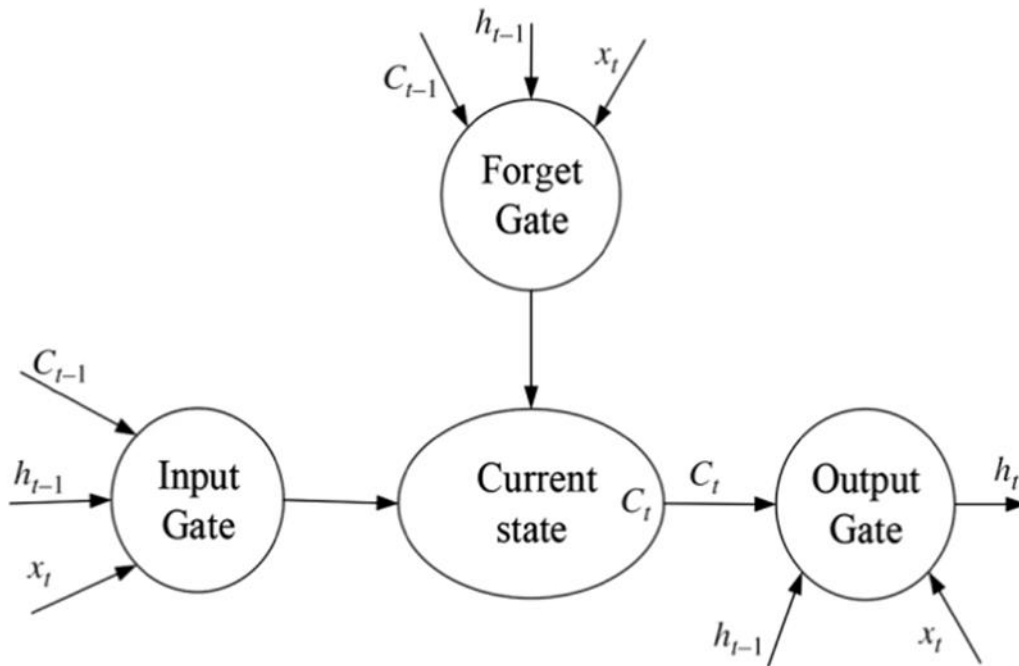 h_{t-1}
x_t
C_{t-1}
Forget
Gate
C_{t-1}
h_{t-1}
x_t
Input
Gate
Current
state
C_t
C_t
Output
Gate
h_t
h_{t-1}
x_t